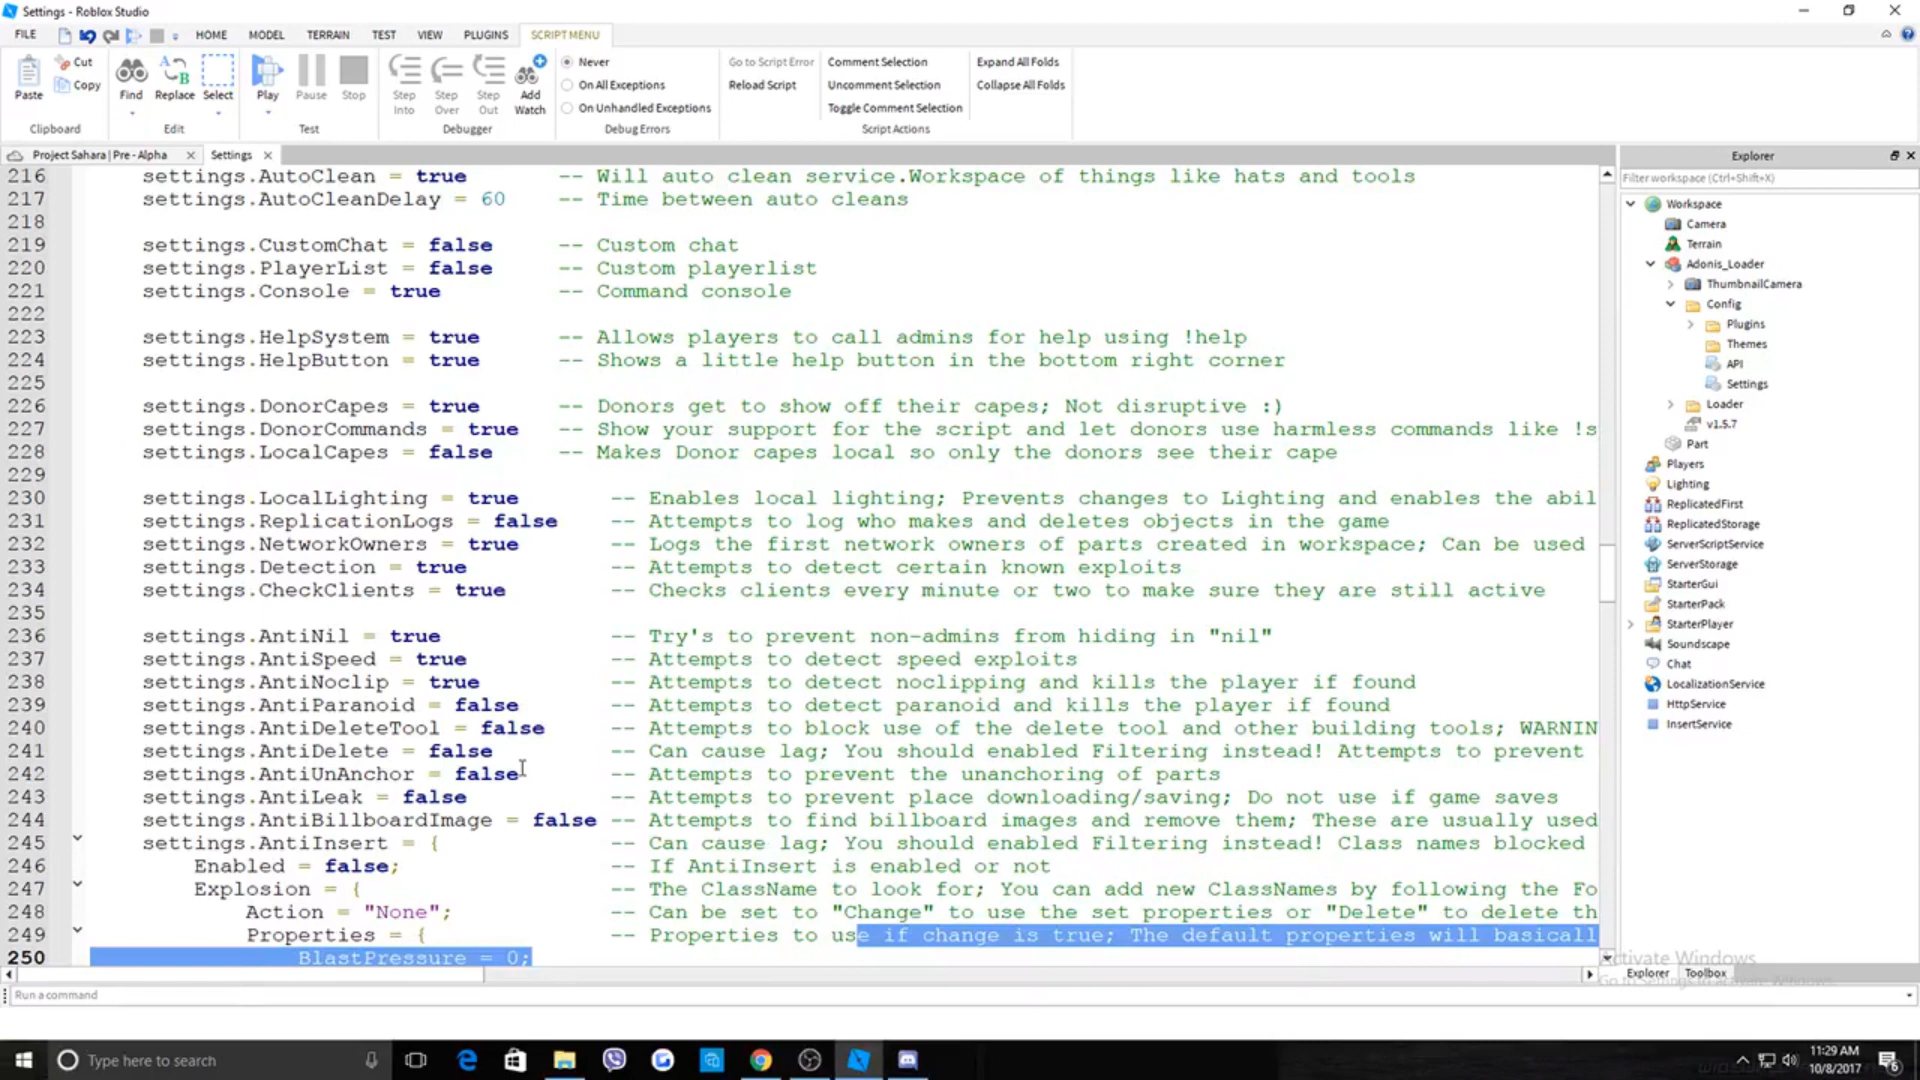 Settings - Roblox Studio
FILE HOME MODEL TERRAIN TEST VIEW PLUGINS SCRIPT MENU
Paste Cut Copy Find Replace Select Play Pause Stop Step Into Step Over Step Out Add Watch
Never
On All Exceptions
On Unhandled Exceptions
Go to Script Error
Reload Script
Comment Selection
Uncomment Selection
Toggle Comment Selection
Expand All Folds
Collapse All Folds
Clipboard Edit Test Debugger Debug Errors Script Actions
Project Sahara | Pre - Alpha Settings
216 settings.AutoClean = true -- Will auto clean service.Workspace of things like hats and tools
217 settings.AutoCleanDelay = 60 -- Time between auto cleans
218
219 settings.CustomChat = false -- Custom chat
220 settings.PlayerList = false -- Custom playerlist
221 settings.Console = true -- Command console
222
223 settings.HelpSystem = true -- Allows players to call admins for help using !help
224 settings.HelpButton = true -- Shows a little help button in the bottom right corner
225
226 settings.DonorCapes = true -- Donors get to show off their capes; Not disruptive :)
227 settings.DonorCommands = true -- Show your support for the script and let donors use harmless commands like !s
228 settings.LocalCapes = false -- Makes Donor capes local so only the donors see their cape
229
230 settings.LocalLighting = true -- Enables local lighting; Prevents changes to Lighting and enables the abil
231 settings.ReplicationLogs = false -- Attempts to log who makes and deletes objects in the game
232 settings.NetworkOwners = true -- Logs the first network owners of parts created in workspace; Can be used
233 settings.Detection = true -- Attempts to detect certain known exploits
234 settings.CheckClients = true -- Checks clients every minute or two to make sure they are still active
235
236 settings.AntiNil = true -- Try's to prevent non-admins from hiding in "nil"
237 settings.AntiSpeed = true -- Attempts to detect speed exploits
238 settings.AntiNoclip = true -- Attempts to detect noclipping and kills the player if found
239 settings.AntiParanoid = false -- Attempts to detect paranoid and kills the player if found
240 settings.AntiDeleteTool = false -- Attempts to block use of the delete tool and other building tools; WARNIN
241 settings.AntiDelete = false -- Can cause lag; You should enabled Filtering instead! Attempts to prevent
242 settings.AntiUnAnchor = false -- Attempts to prevent the unanchoring of parts
243 settings.AntiLeak = false -- Attempts to prevent place downloading/saving; Do not use if game saves
244 settings.AntiBillboardImage = false -- Attempts to find billboard images and remove them; These are usually used
245 settings.AntiInsert = { -- Can cause lag; You should enabled Filtering instead! Class names blocked
246 Enabled = false; -- If AntiInsert is enabled or not
247 Explosion = { -- The ClassName to look for; You can add new ClassNames by following the Fo
248 Action = "None"; -- Can be set to "Change" to use the set properties or "Delete" to delete th
249 Properties = { -- Properties to use if change is true; The default properties will basicall
250 BlastPressure = 0;
Explorer
Filter workspace (Ctrl+Shift+X)
Workspace
Camera
Terrain
Adonis_Loader
ThumbnailCamera
Config
Plugins
Themes
API
Settings
Loader
v1.5.7
Part
Players
Lighting
ReplicatedFirst
ReplicatedStorage
ServerScriptService
ServerStorage
StarterGui
StarterPack
StarterPlayer
Soundscape
Chat
LocalizationService
HttpService
InsertService
Activate Windows
Explorer Toolbox
Run a command
Type here to search
11:29 AM
10/8/2017